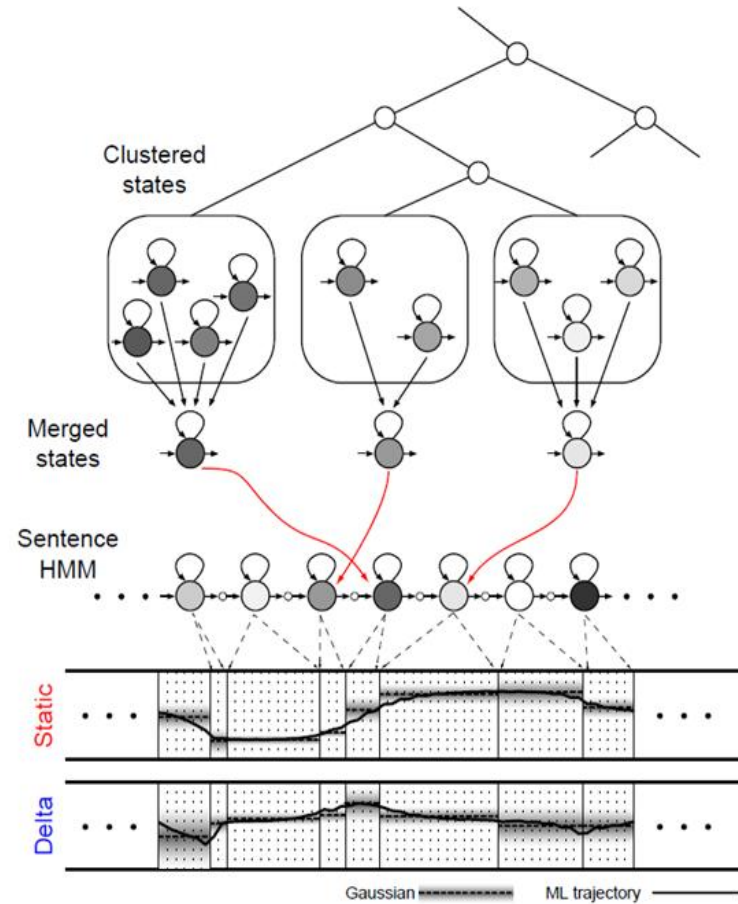 Clustered
states
Merged
states
Sentence
HMM
Static
Delta
Gaussian
ML trajectory